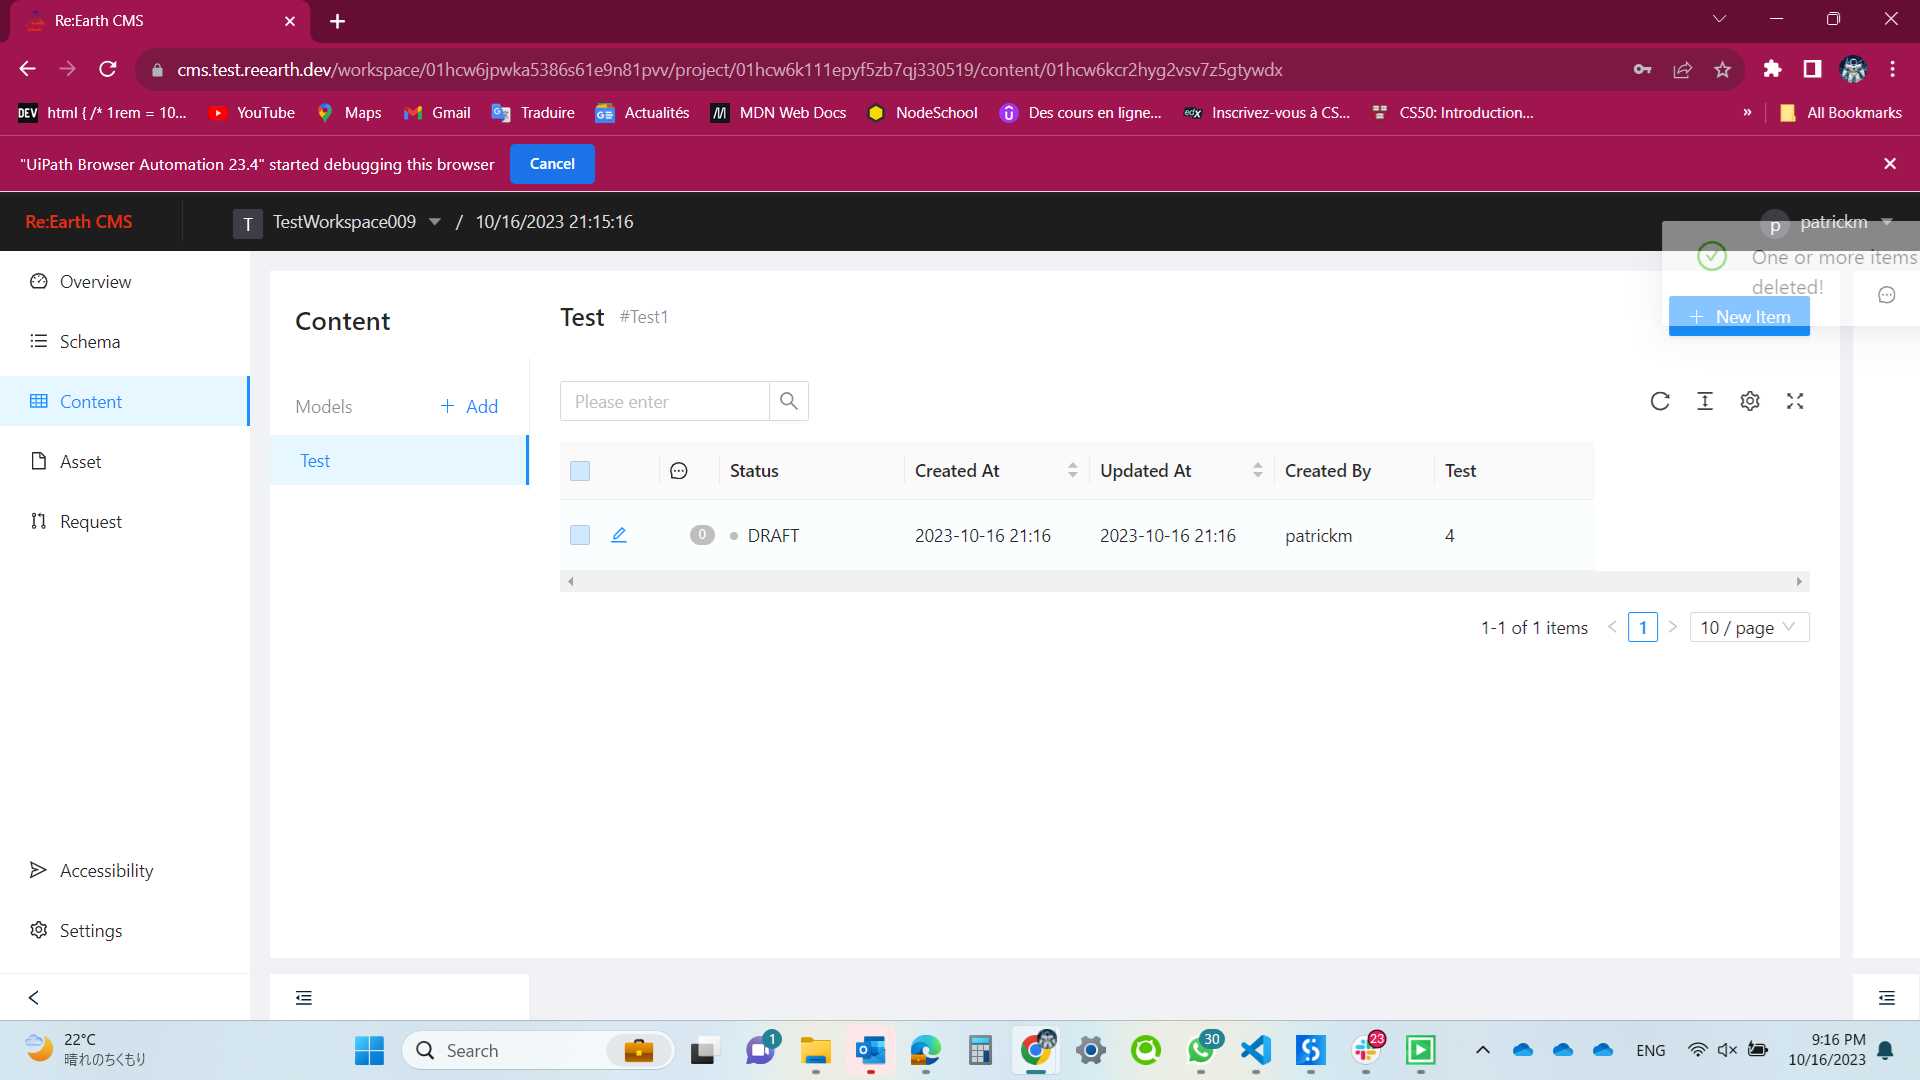 Re:Earth CMS
cms.test.reearth.dev/workspace/01hcw6jpwka5386s61e9n81pvv/project/01hcw6k111epyf5zb7qj330519/content/01hcw6kcr2hyg2vsv7z5gtywdx
DEV html { /* 1rem = 10... YouTube Maps Gmail Traduire Actualités MDN Web Docs NodeSchool Des cours en ligne... edX Inscrivez-vous à CS... CS50: Introduction... » All Bookmarks
"UiPath Browser Automation 23.4" started debugging this browser Cancel
Re:Earth CMS T TestWorkspace009 / 10/16/2023 21:15:16 p patrickm
One or more items
deleted!
Overview
Schema
Content
Asset
Request
Accessibility
Settings
Content
Models + Add
Test
Test #Test1
+ New Item
Please enter
Status Created At Updated At Created By Test
0 DRAFT 2023-10-16 21:16 2023-10-16 21:16 patrickm 4
1-1 of 1 items < 1 > 10 / page
22°C
晴れのちくもり
Search
1
30
23
ENG
9:16 PM
10/16/2023